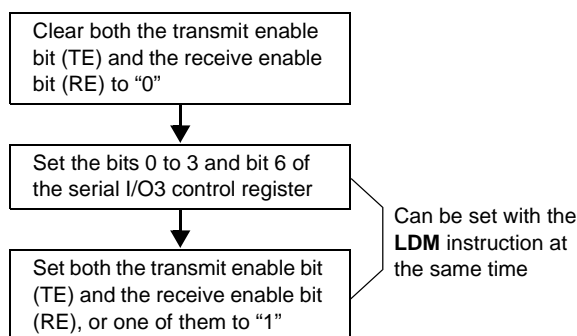 Clear both the transmit enable
bit (TE) and the receive enable
bit (RE) to “0”
Set the bits 0 to 3 and bit 6 of
the serial I/O3 control register
Set both the transmit enable bit
(TE) and the receive enable bit
(RE), or one of them to “1”
Can be set with the
LDM instruction at
the same time